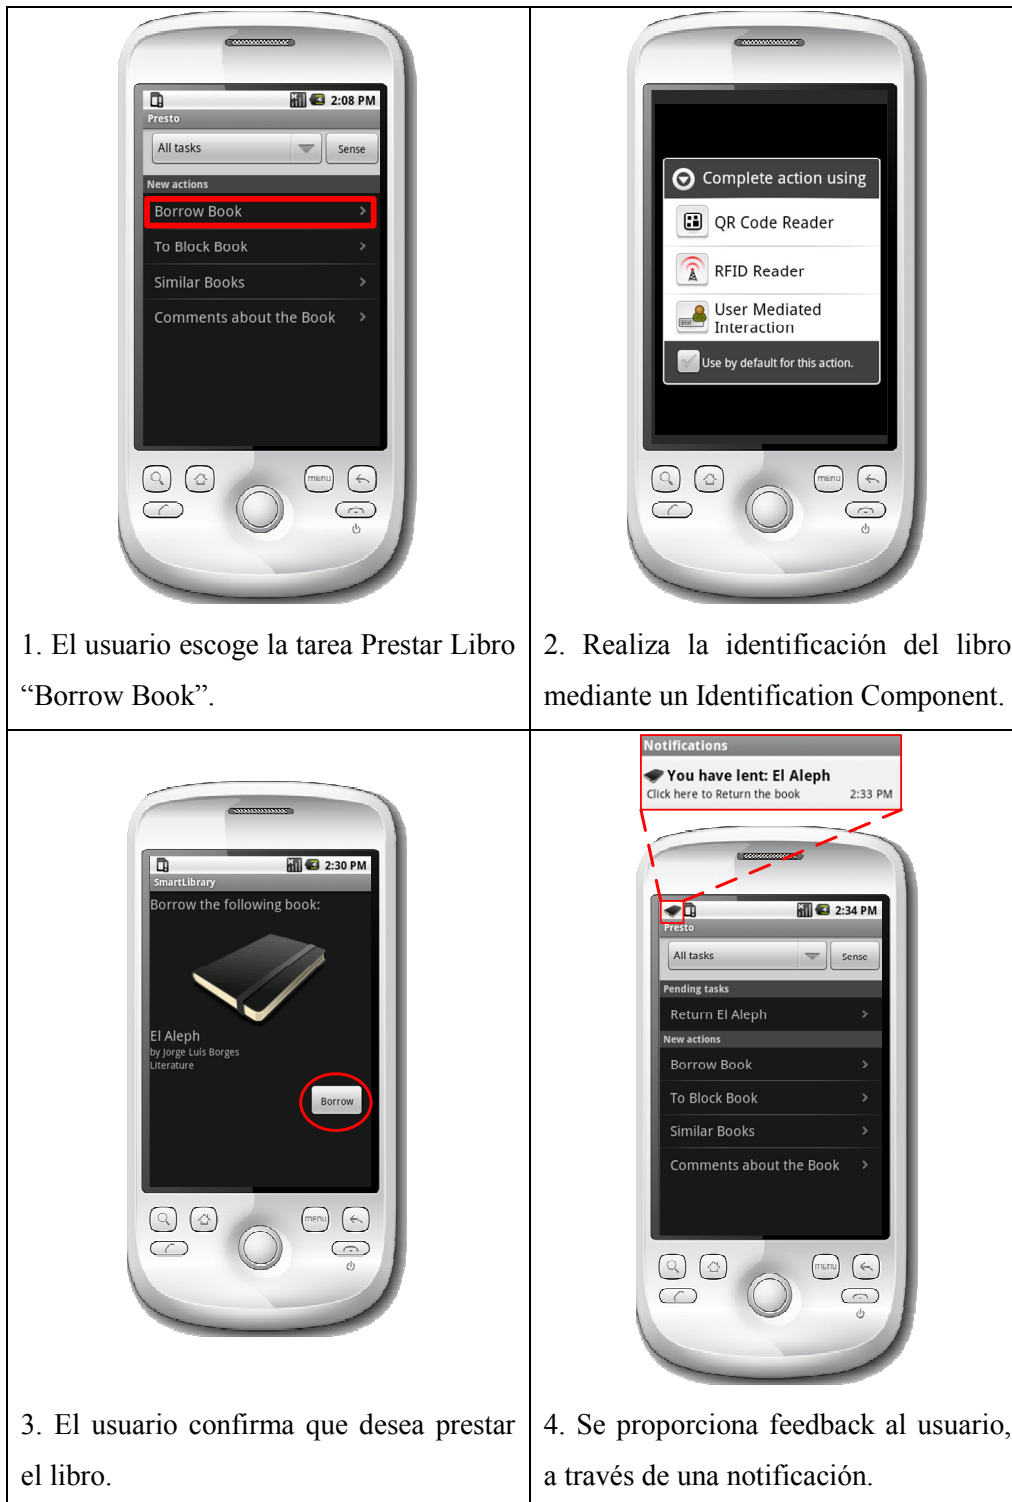 2:08 PM
Presto
All tasks
Sense
New actions
Borrow Book
To Block Book
Similar Books
Comments about the Book
MENU
1. El usuario escoge la tarea Prestar Libro
“Borrow Book”.
Complete action using
QR Code Reader
RFID Reader
User Mediated
Interaction
Use by default for this action.
MENU
2. Realiza la identificación del libro
mediante un Identification Component.
2:30 PM
SmartLibrary
Borrow the following book:
El Aleph
by Jorge Luis Borges
Literature
Borrow
MENU
3. El usuario confirma que desea prestar
el libro.
Notifications
You have lent: El Aleph
Click here to Return the book 2:33 PM
2:34 PM
Presto
All tasks
Sense
Pending tasks
Return El Aleph
New actions
Borrow Book
To Block Book
Similar Books
Comments about the Book
MENU
4. Se proporciona feedback al usuario,
a través de una notificación.